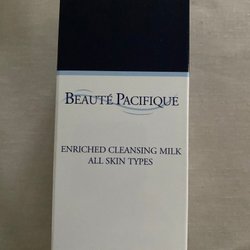 BEAUTÉ PACIFIQUE
ENRICHED CLEANSING MILK
ALL SKIN TYPES